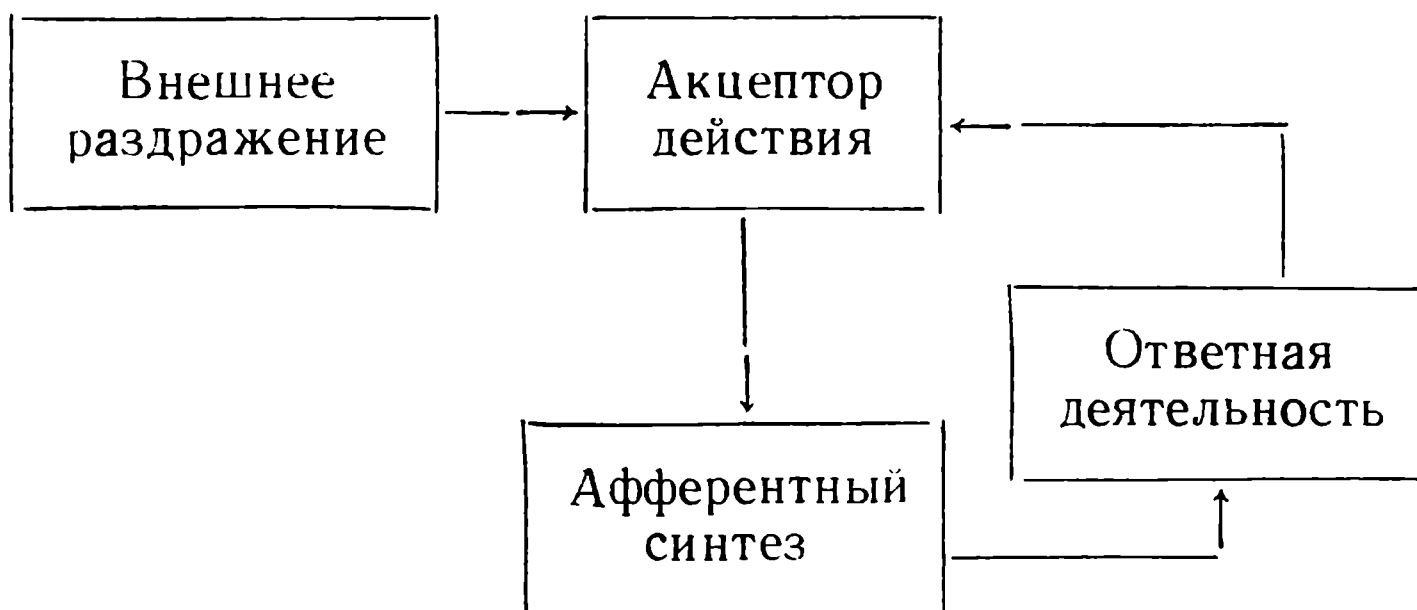 Внешнее
раздражение
Акцептор
действия
Ответная
деятельность
Афферентный
синтез